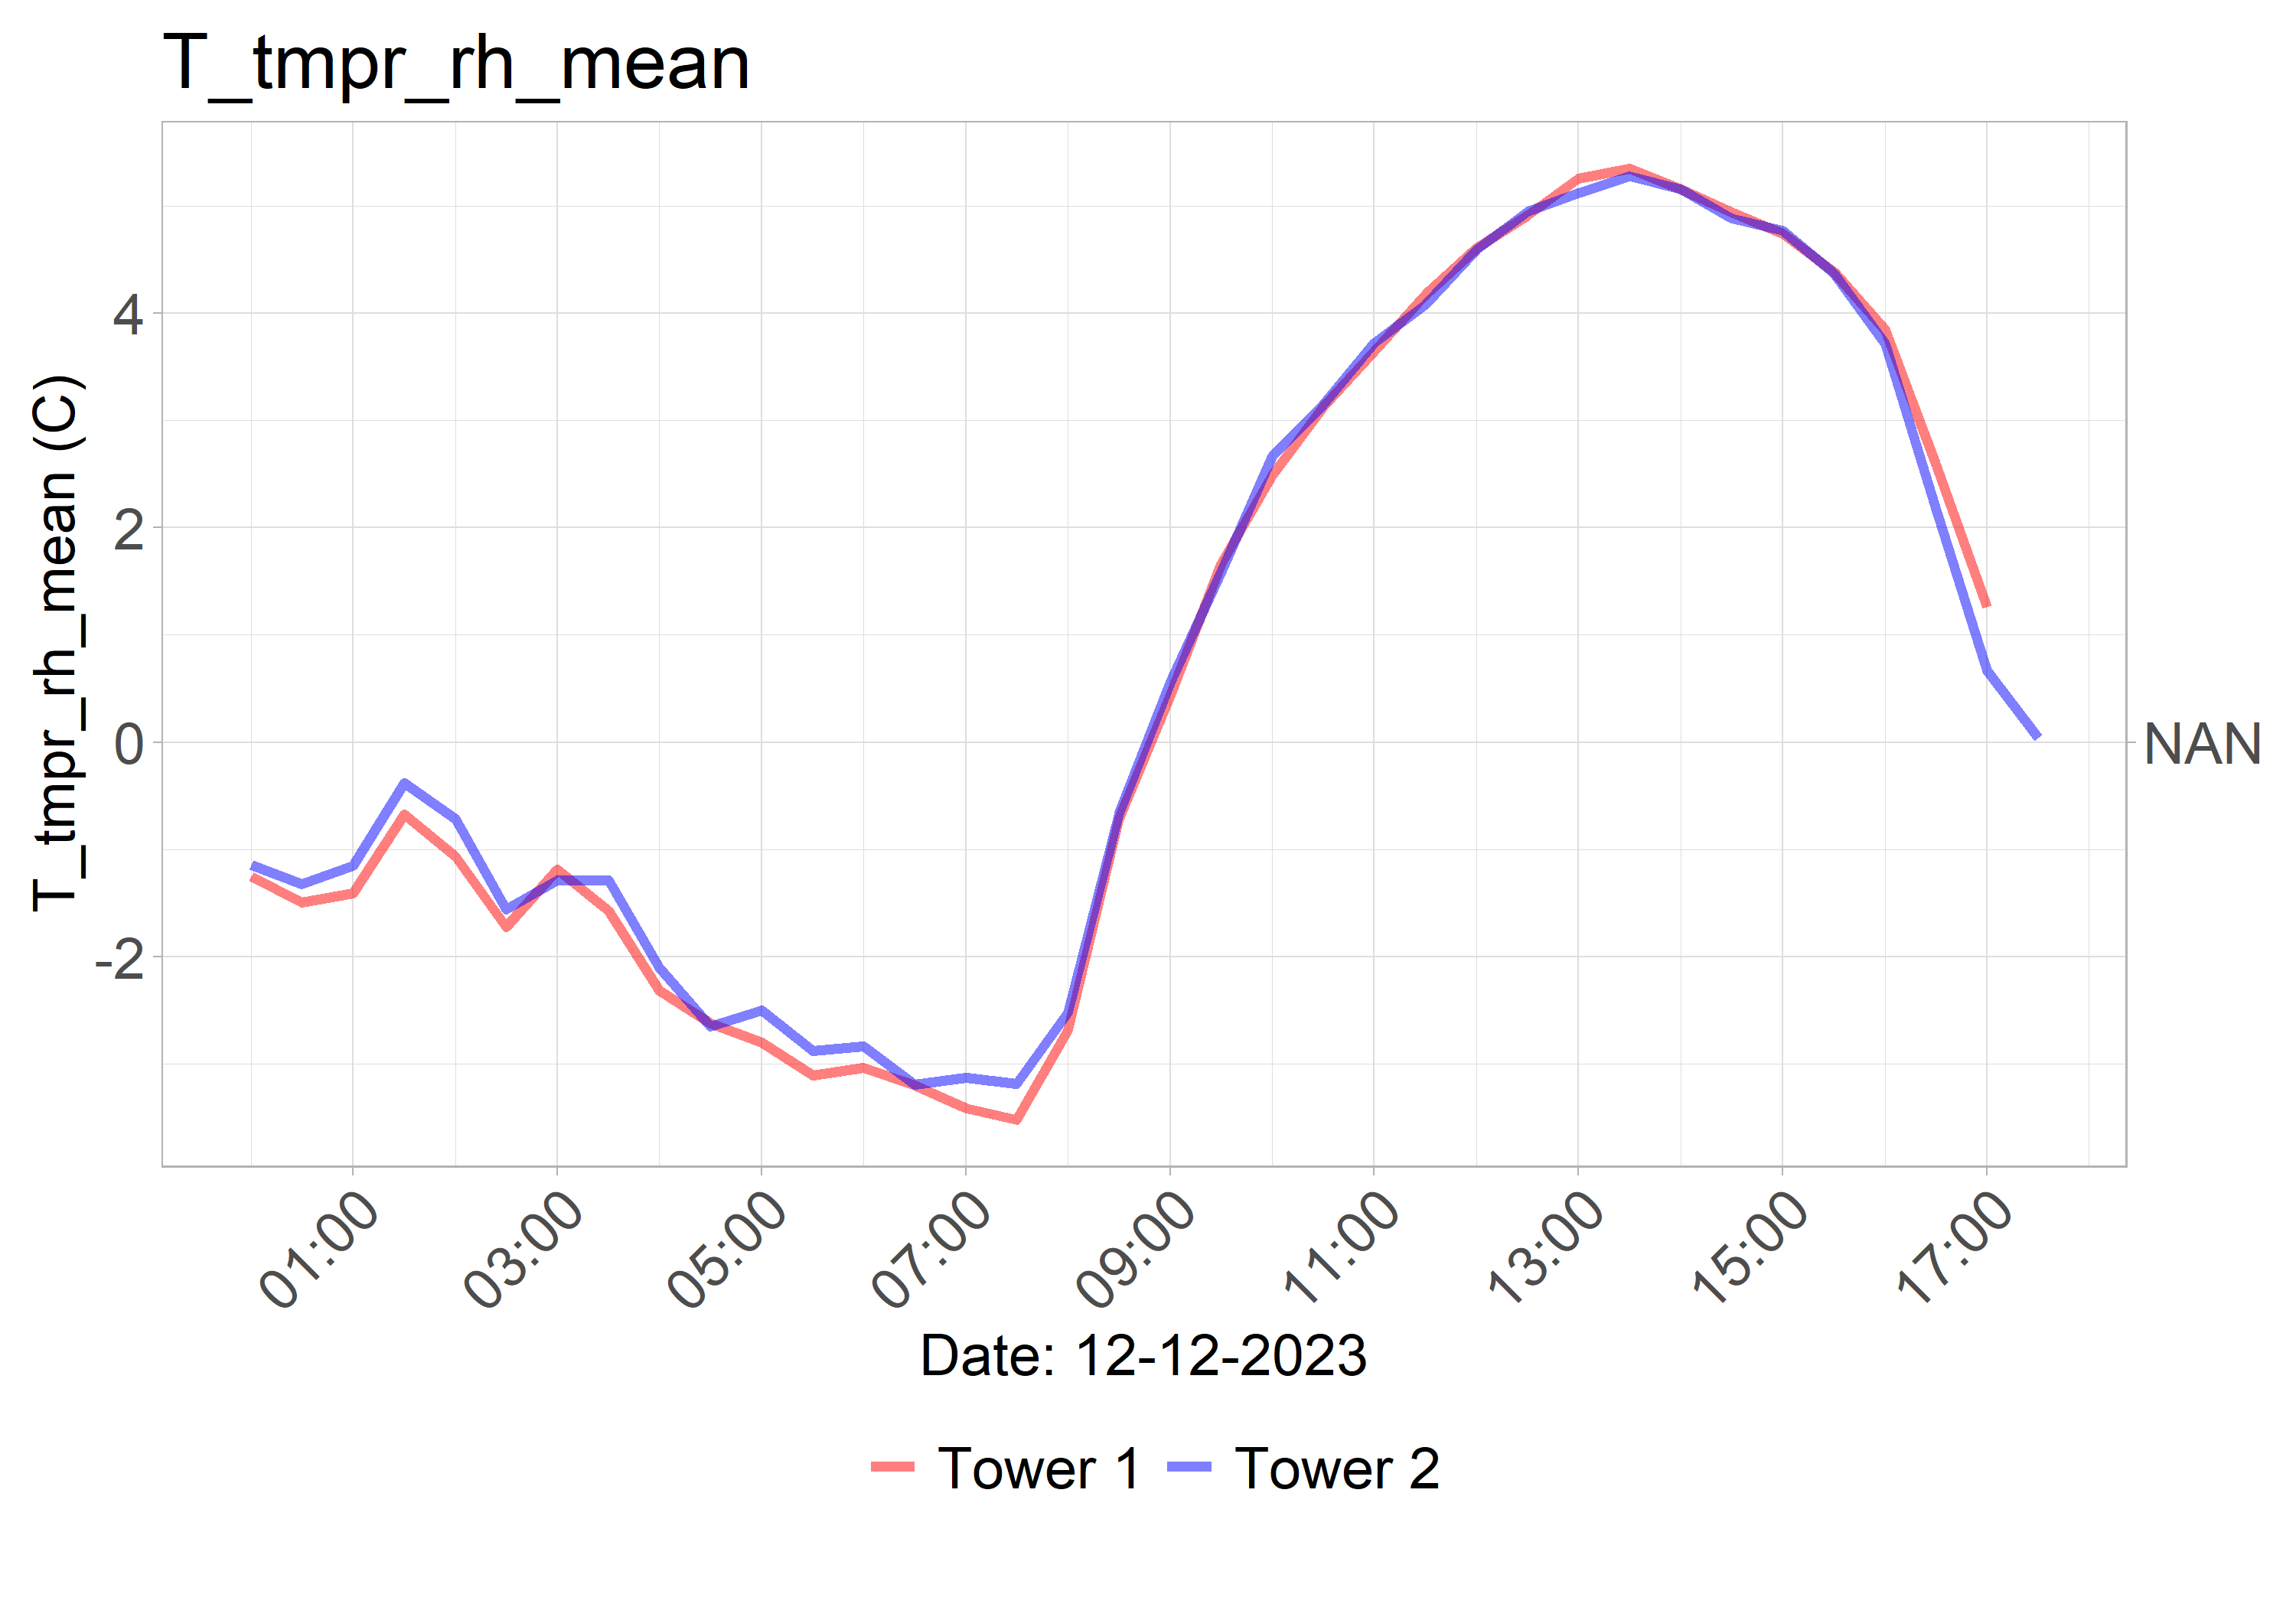 T_tmpr_rh_mean
T_tmpr_rh_mean (C)
4
2
0
-2
NAN
01:00
03:00
05:00
07:00
09:00
11:00
13:00
15:00
17:00
Date: 12-12-2023
Tower 1 Tower 2